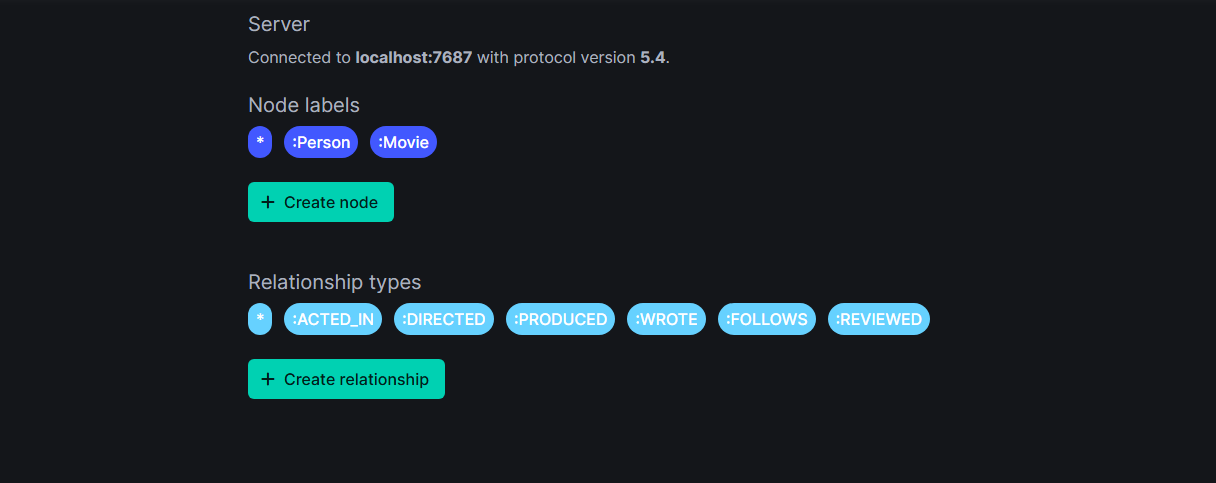 Server
Connected to localhost:7687 with protocol version 5.4.
Node labels
* :Person :Movie
+ Create node
Relationship types
* :ACTED_IN :DIRECTED :PRODUCED :WROTE :FOLLOWS :REVIEWED
+ Create relationship